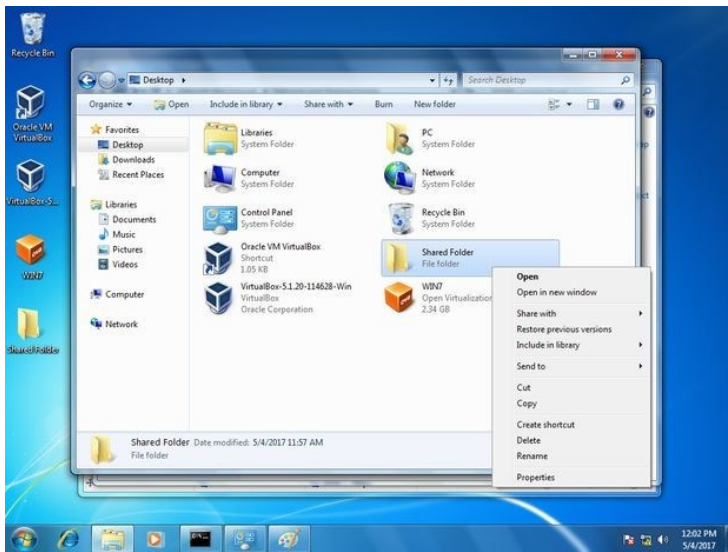 Recycle Bin
Oracle VM
VirtualBox
VirtualBox-5...
WIN7
Shared Folder
Desktop
Search Desktop
Organize
Open
Include in library
Share with
Burn
New folder
Favorites
Desktop
Downloads
Recent Places
Libraries
Documents
Music
Pictures
Videos
Computer
Network
Libraries
System Folder
PC
System Folder
Computer
System Folder
Network
System Folder
Control Panel
System Folder
Recycle Bin
System Folder
Oracle VM VirtualBox
Shortcut
1.05 KB
Shared Folder
File folder
VirtualBox-5.1.20-114628-Win
VirtualBox
Oracle Corporation
WIN7
Open Virtualization
2.34 GB
Open
Open in new window
Share with
Restore previous versions
Include in library
Send to
Cut
Copy
Create shortcut
Delete
Rename
Properties
Shared Folder Date modified: 5/4/2017 11:57 AM
File folder
12:02 PM
5/4/2017